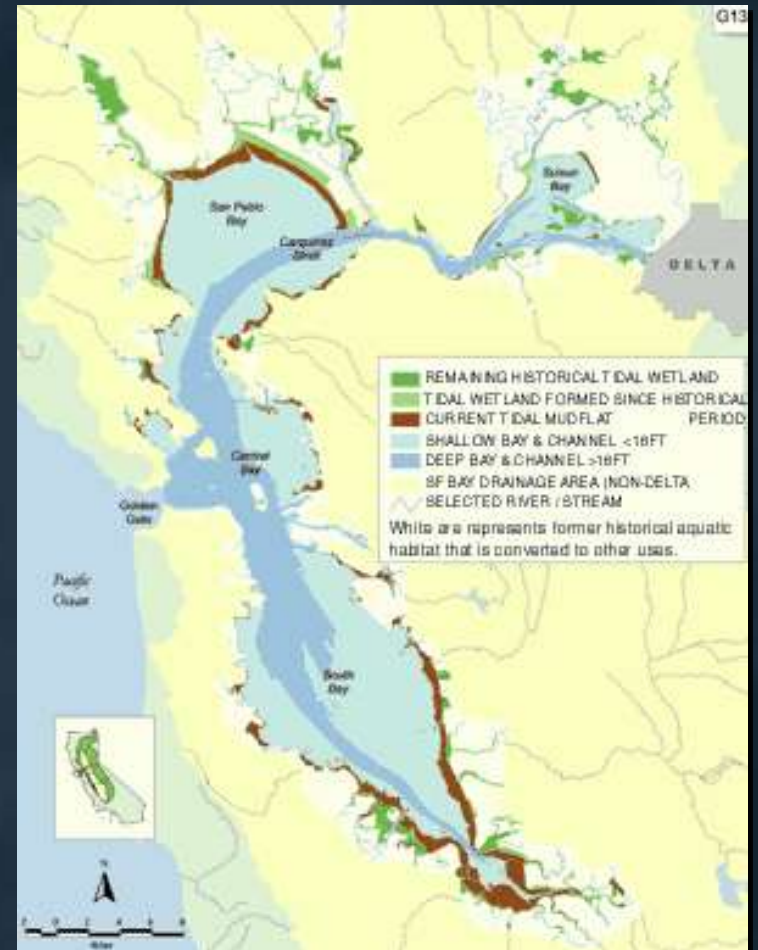 G13
San Pablo
Bay
Carquinez
Strait
Suisun
Bay
DELTA
REMAINING HISTORICAL TIDAL WETLAND
TIDAL WETLAND FORMED SINCE HISTORICAL
CURRENT TIDAL MUDFLAT PERIOD
SHALLOW BAY & CHANNEL <18FT
DEEP BAY & CHANNEL >18FT
SF BAY DRAINAGE AREA (NON-DELTA
SELECTED RIVER / STREAM
White are represents former historical aquatic
habitat that is converted to other uses.
Central
Bay
Golden
Gate
Pacific
Ocean
South
Bay
N